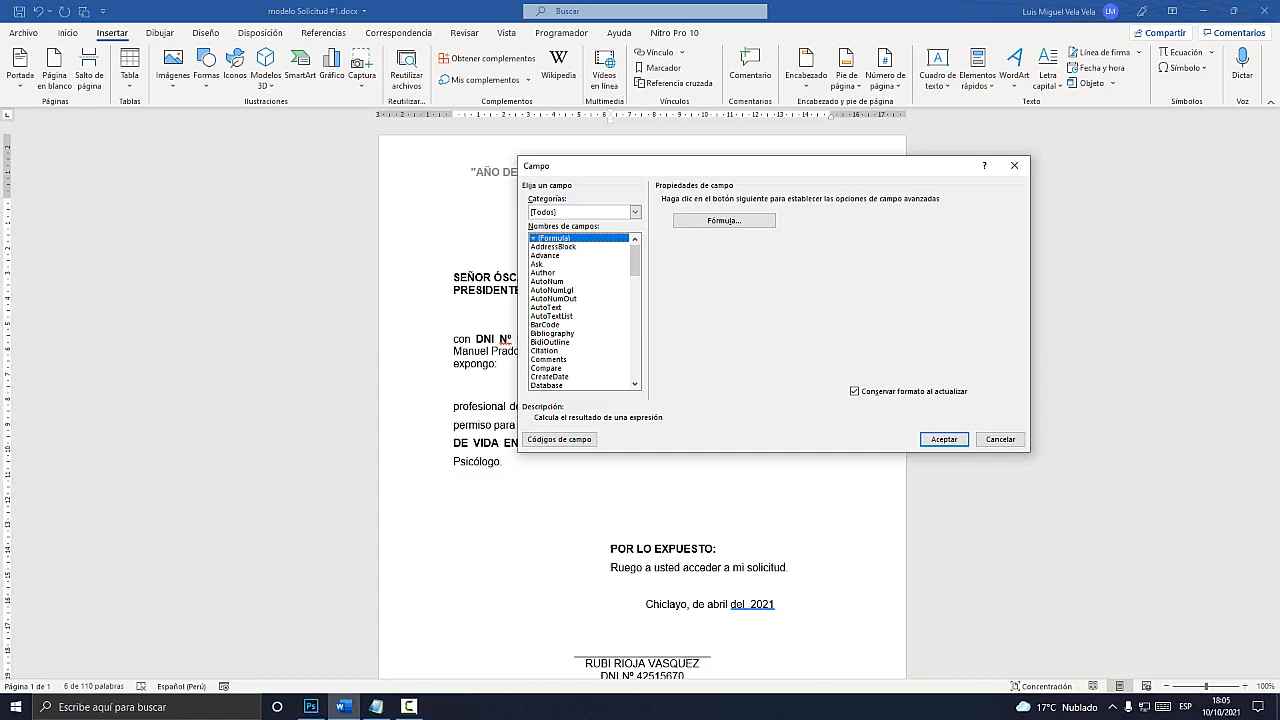 modelo Solicitud #1.docx
Buscar
Luis Miguel Vela Vela
LM
Archivo Inicio Insertar Dibujar Diseño Disposición Referencias Correspondencia Revisar Vista Programador Ayuda Nitro Pro 10
Compartir Comentarios
Portada
Página en blanco
Salto de página
Páginas
Tabla
Tablas
Imágenes
Formas
Iconos
Modelos 3D
SmartArt
Gráfico
Captura
Ilustraciones
Reutilizar archivos
Reutilizar...
Obtener complementos
Mis complementos
Wikipedia
Complementos
Vídeos en línea
Multimedia
Vínculo
Marcador
Referencia cruzada
Vínculos
Comentario
Comentarios
Encabezado
Pie de página
Número de página
Encabezado y pie de página
Cuadro de texto
Elementos rápidos
WordArt
Letra capital
Línea de firma
Fecha y hora
Objeto
Texto
Ecuación
Símbolo
Símbolos
Dictar
Voz
"AÑO DE
SEÑOR ÓSC
PRESIDENTE
con DNI Nº
Manuel Prado
expongo:
profesional de
permiso para
DE VIDA EN
Psicólogo.
POR LO EXPUESTO:
Ruego a usted acceder a mi solicitud.
Chiclayo, de abril del 2021
RUBI RIOJA VASQUEZ
DNI Nº 42515670
Campo
Elija un campo
Categorías:
[Todos]
Nombres de campos:
= (Formula)
AddressBlock
Advance
Ask
Author
AutoNum
AutoNumLgl
AutoNumOut
AutoText
AutoTextList
BarCode
Bibliography
BidiOutline
Citation
Comments
Compare
CreateDate
Database
Propiedades de campo
Haga clic en el botón siguiente para establecer las opciones de campo avanzadas
Fórmula...
Conservar formato al actualizar
Descripción:
Calcula el resultado de una expresión
Códigos de campo
Aceptar
Cancelar
Página 1 de 1
6 de 110 palabras
Español (Perú)
Concentración
100%
Escribe aquí para buscar
17°C Nublado
ESP
18:05
10/10/2021